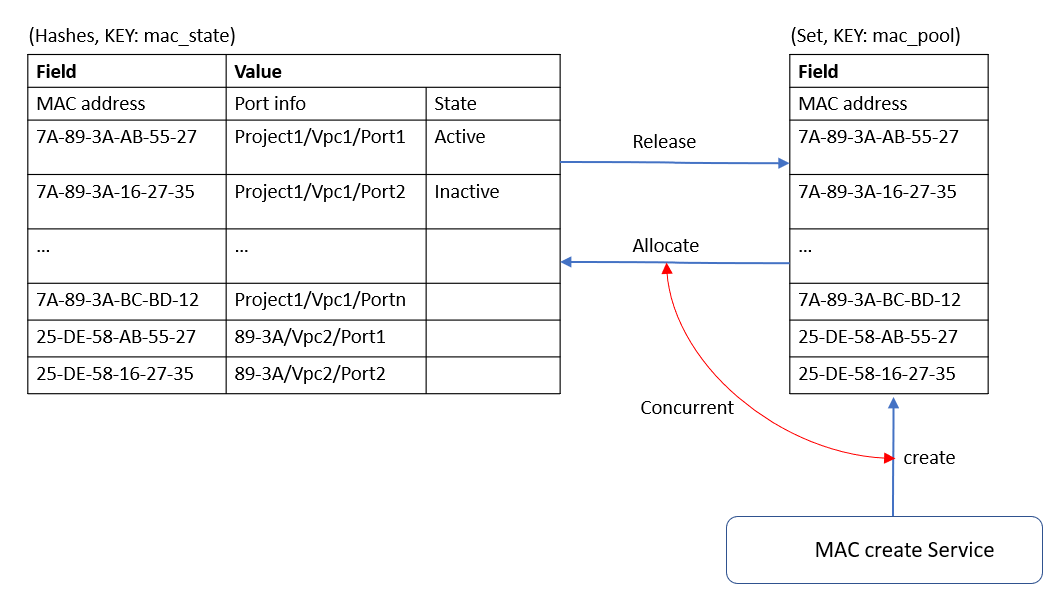 (Hashes, KEY: mac_state)
Field Value
MAC address Port info State
7A-89-3A-AB-55-27 Project1/Vpc1/Port1 Active
7A-89-3A-16-27-35 Project1/Vpc1/Port2 Inactive
... ...
7A-89-3A-BC-BD-12 Project1/Vpc1/Portn
25-DE-58-AB-55-27 89-3A/Vpc2/Port1
25-DE-58-16-27-35 89-3A/Vpc2/Port2
Release
Allocate
Concurrent
(Set, KEY: mac_pool)
Field
MAC address
7A-89-3A-AB-55-27
7A-89-3A-16-27-35
...
7A-89-3A-BC-BD-12
25-DE-58-AB-55-27
25-DE-58-16-27-35
create
MAC create Service